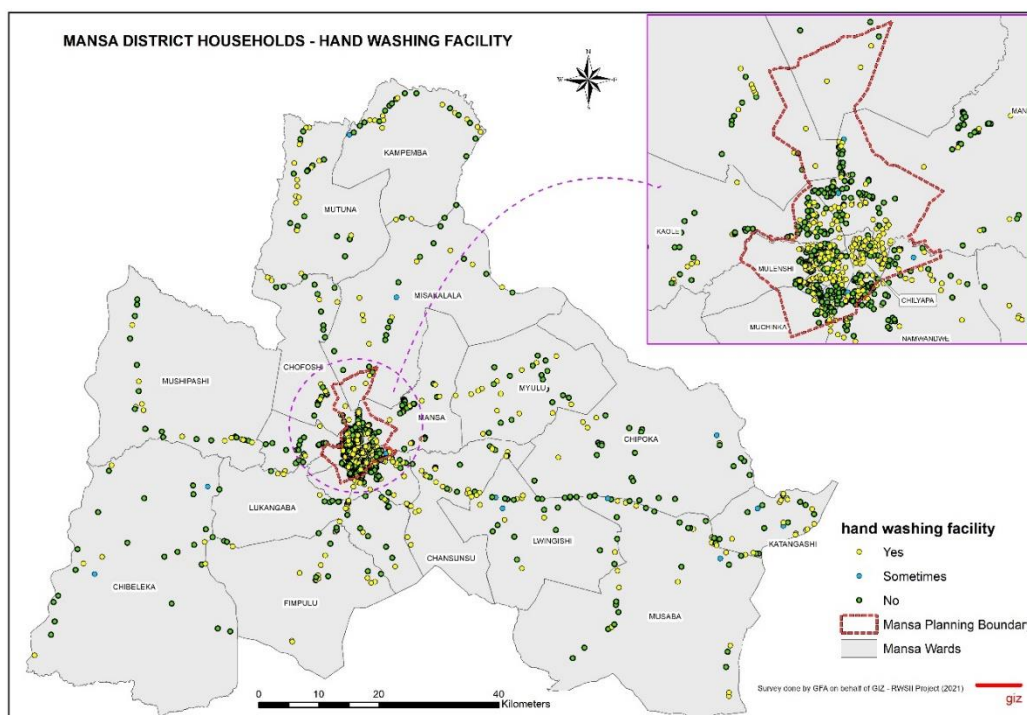 MANSA DISTRICT HOUSEHOLDS - HAND WASHING FACILITY
N
W
E
S
MAN
KAOLE
MULENSHI
CHILYAPA
MUCHINKA
NAMWANDWE
KAMPEMBA
MUTUNA
MISAKALALA
CHOFOSHI
MUSHIPASHI
MYULU
MANSA
CHIPOKA
LUKANGABA
LWINGISHI
KATANGASHI
CHANSUNSU
CHIBELEKA
FIMPULU
MUSABA
hand washing facility
Yes
Sometimes
No
Mansa Planning Boundar
Mansa Wards
0 10 20 40
Kilometers
Survey done by GFA on behalf of GIZ - RWSII Project (2021)
giz